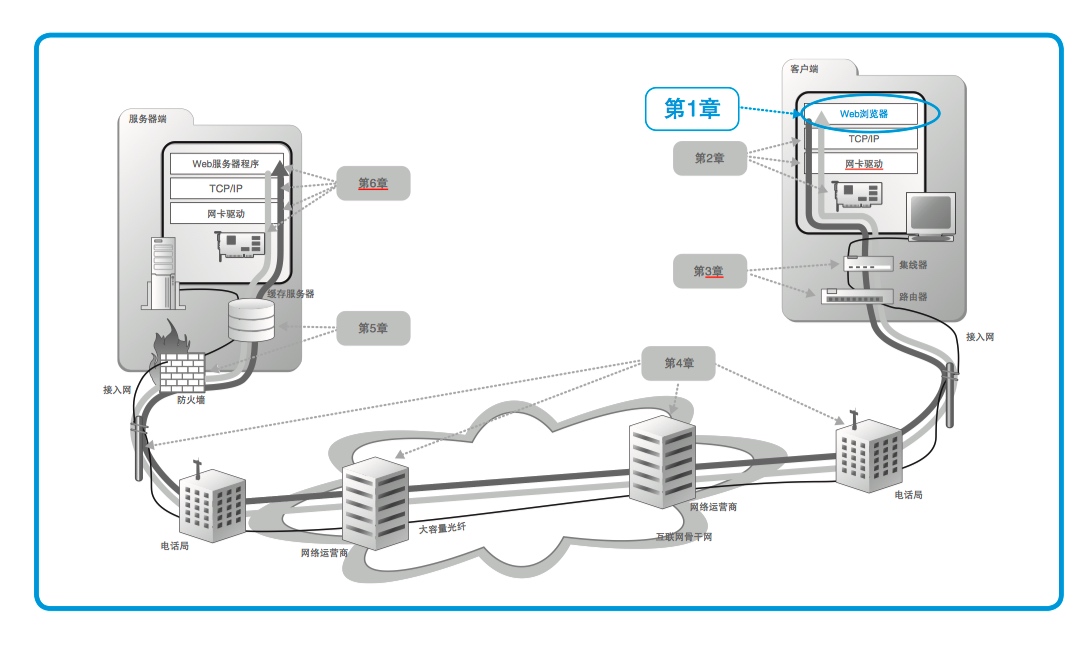 客户端
服务器端
第1章
Web浏览器
TCP/IP
网卡驱动
第2章
Web服务器程序
TCP/IP
网卡驱动
第6章
第3章
集线器
路由器
缓存服务器
第5章
接入网
第4章
接入网
防火墙
电话局
网络运营商
大容量光纤
互联网骨干网
电话局
网络运营商